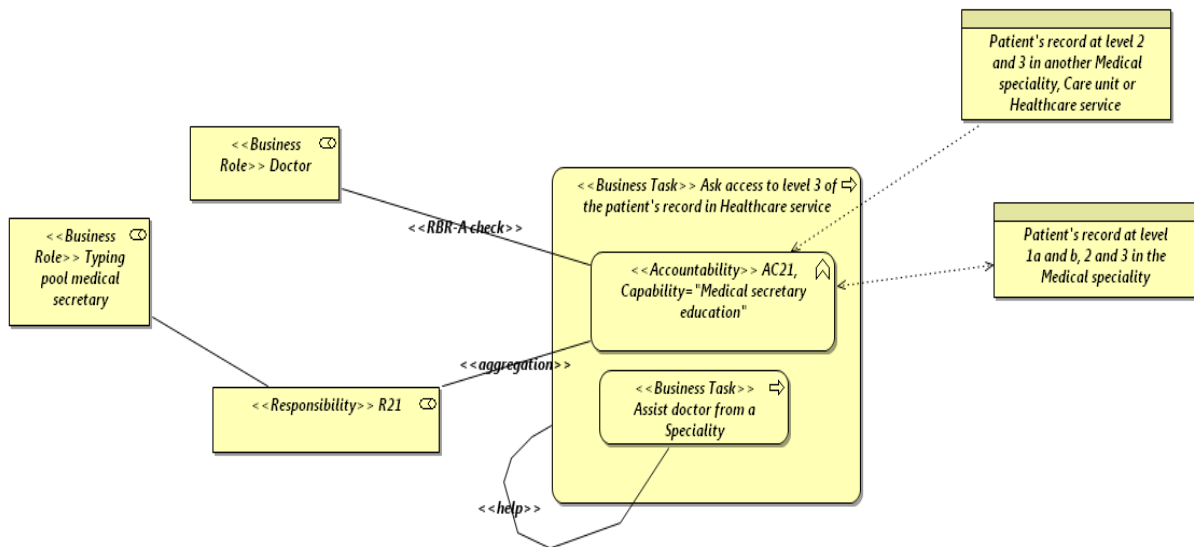 Patient's record at level 2
and 3 in another Medical
speciality, Care unit or
Healthcare service
<<Business
Role>> Doctor
<<Business Task>> Ask access to level 3 of
the patient's record in Healthcare service
<<RBR-A check>>
<<Business
Role>> Typing
pool medical
secretary
Patient's record at level
1a and b, 2 and 3 in the
Medical speciality
<<Accountability>> AC21,
Capability="Medical secretary
education"
<<aggregation>>
<<Responsibility>> R21
<<Business Task>>
Assist doctor from a
Speciality
<<help>>